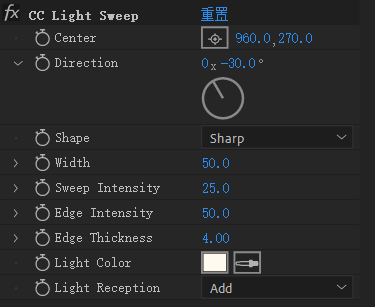 fx CC Light Sweep 重置
Center 960.0,270.0
Direction 0x-30.0°
Shape Sharp
Width 50.0
Sweep Intensity 25.0
Edge Intensity 50.0
Edge Thickness 4.00
Light Color
Light Reception Add